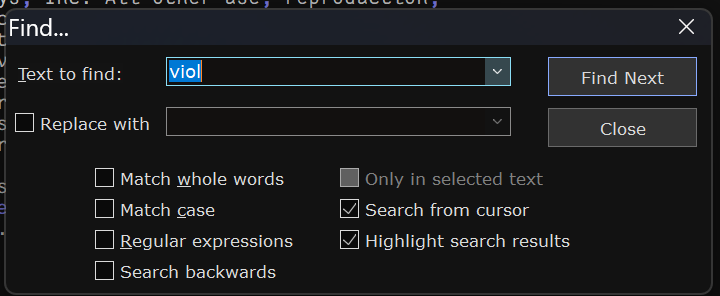 Find...
Text to find:
viol
Find Next
Replace with
Close
Match whole words
Only in selected text
Match case
Search from cursor
Regular expressions
Highlight search results
Search backwards